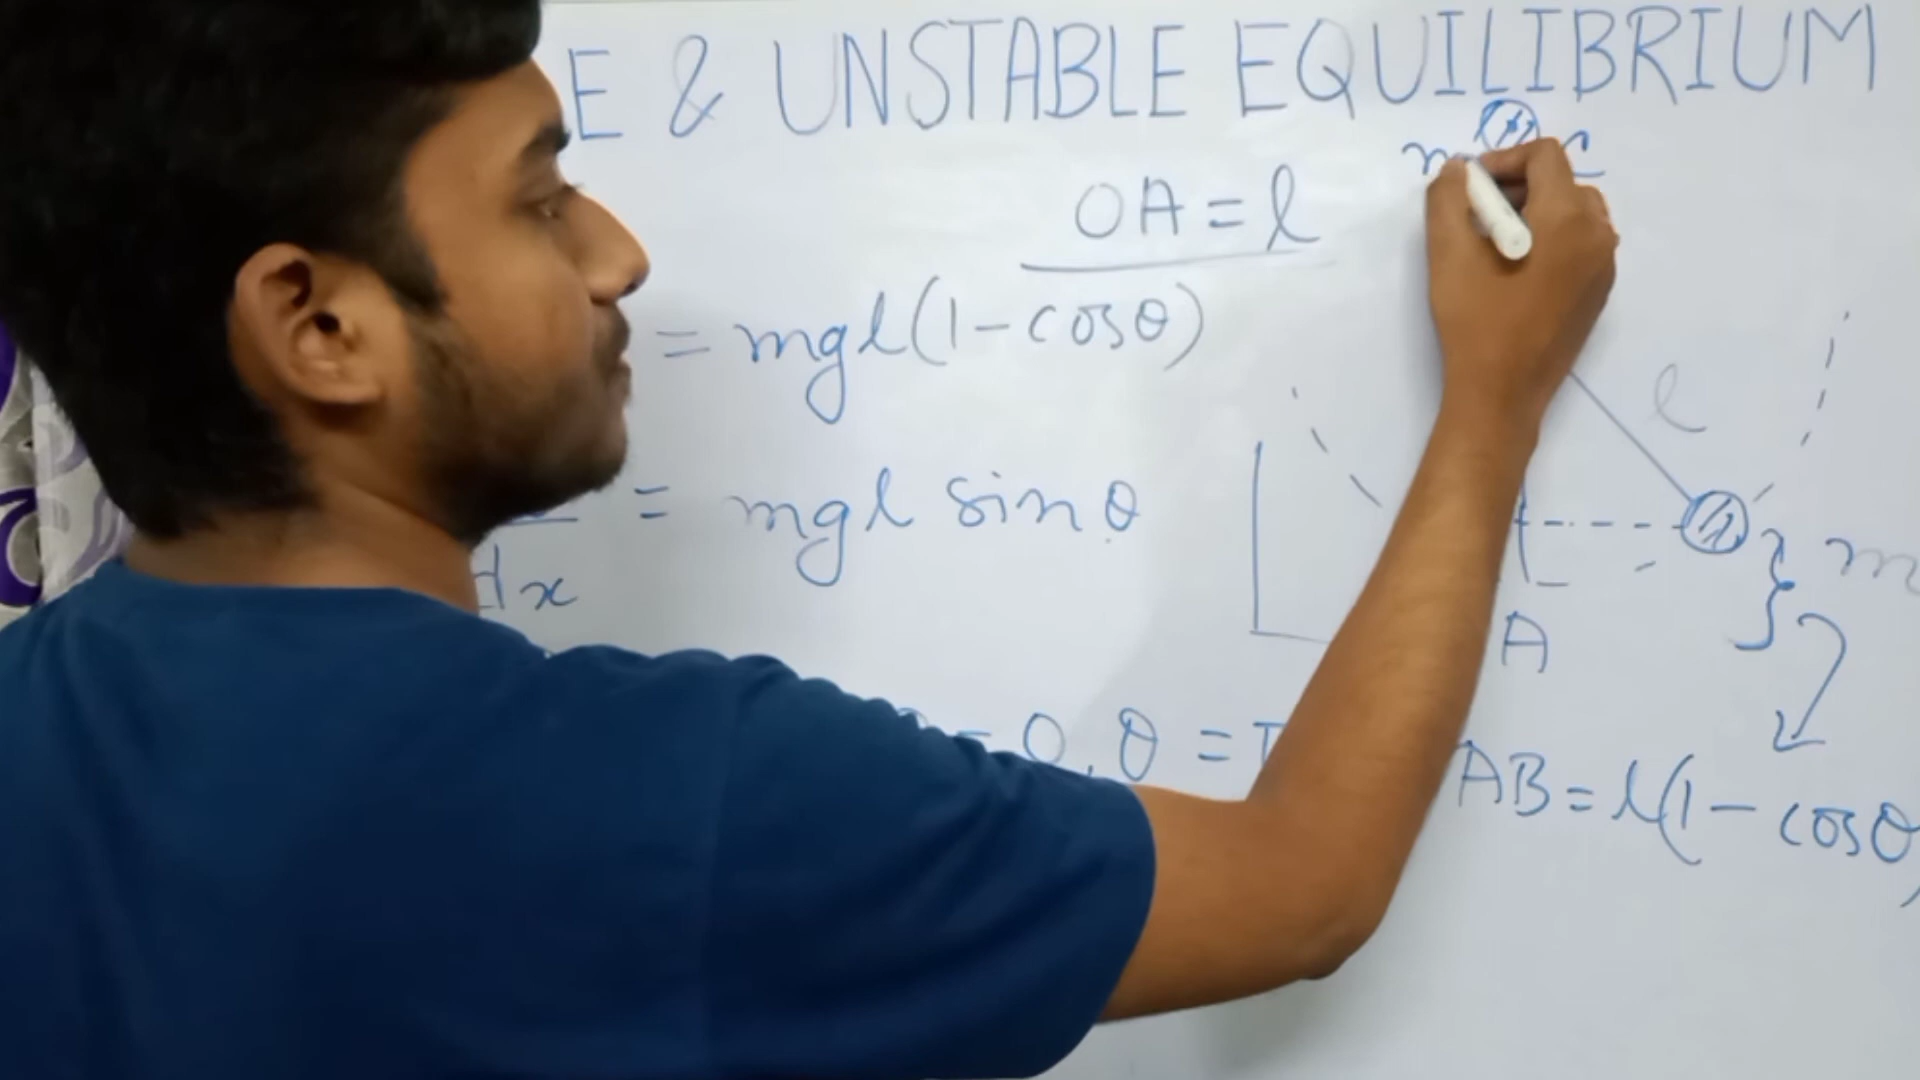 E & UNSTABLE EQUILIBRIUM
C
OA = l
= mgl(1-cosθ)
l
= mgl sinθ
m
dx
A
= 0, θ =
AB = l(1-cosθ)